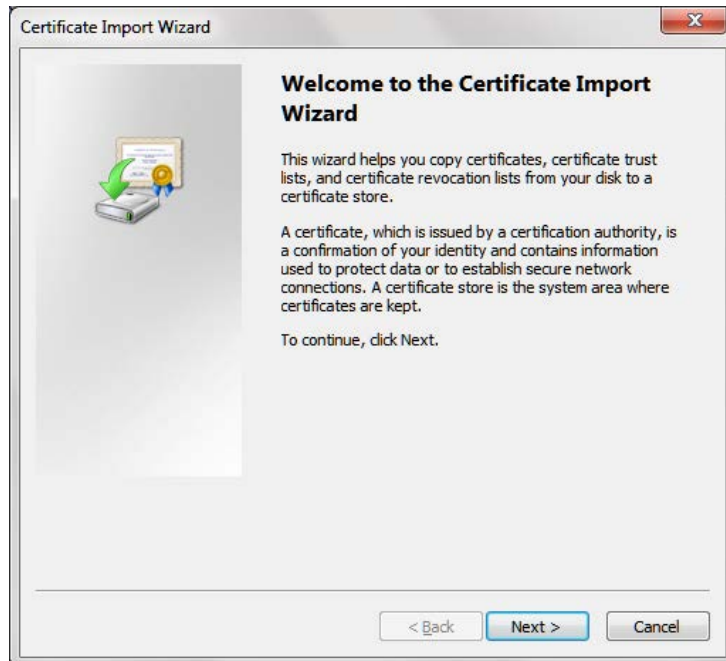 Certificate Import Wizard
x
Welcome to the Certificate Import
Wizard
This wizard helps you copy certificates, certificate trust
lists, and certificate revocation lists from your disk to a
certificate store.
A certificate, which is issued by a certification authority, is
a confirmation of your identity and contains information
used to protect data or to establish secure network
connections. A certificate store is the system area where
certificates are kept.
To continue, click Next.
< Back
Next >
Cancel